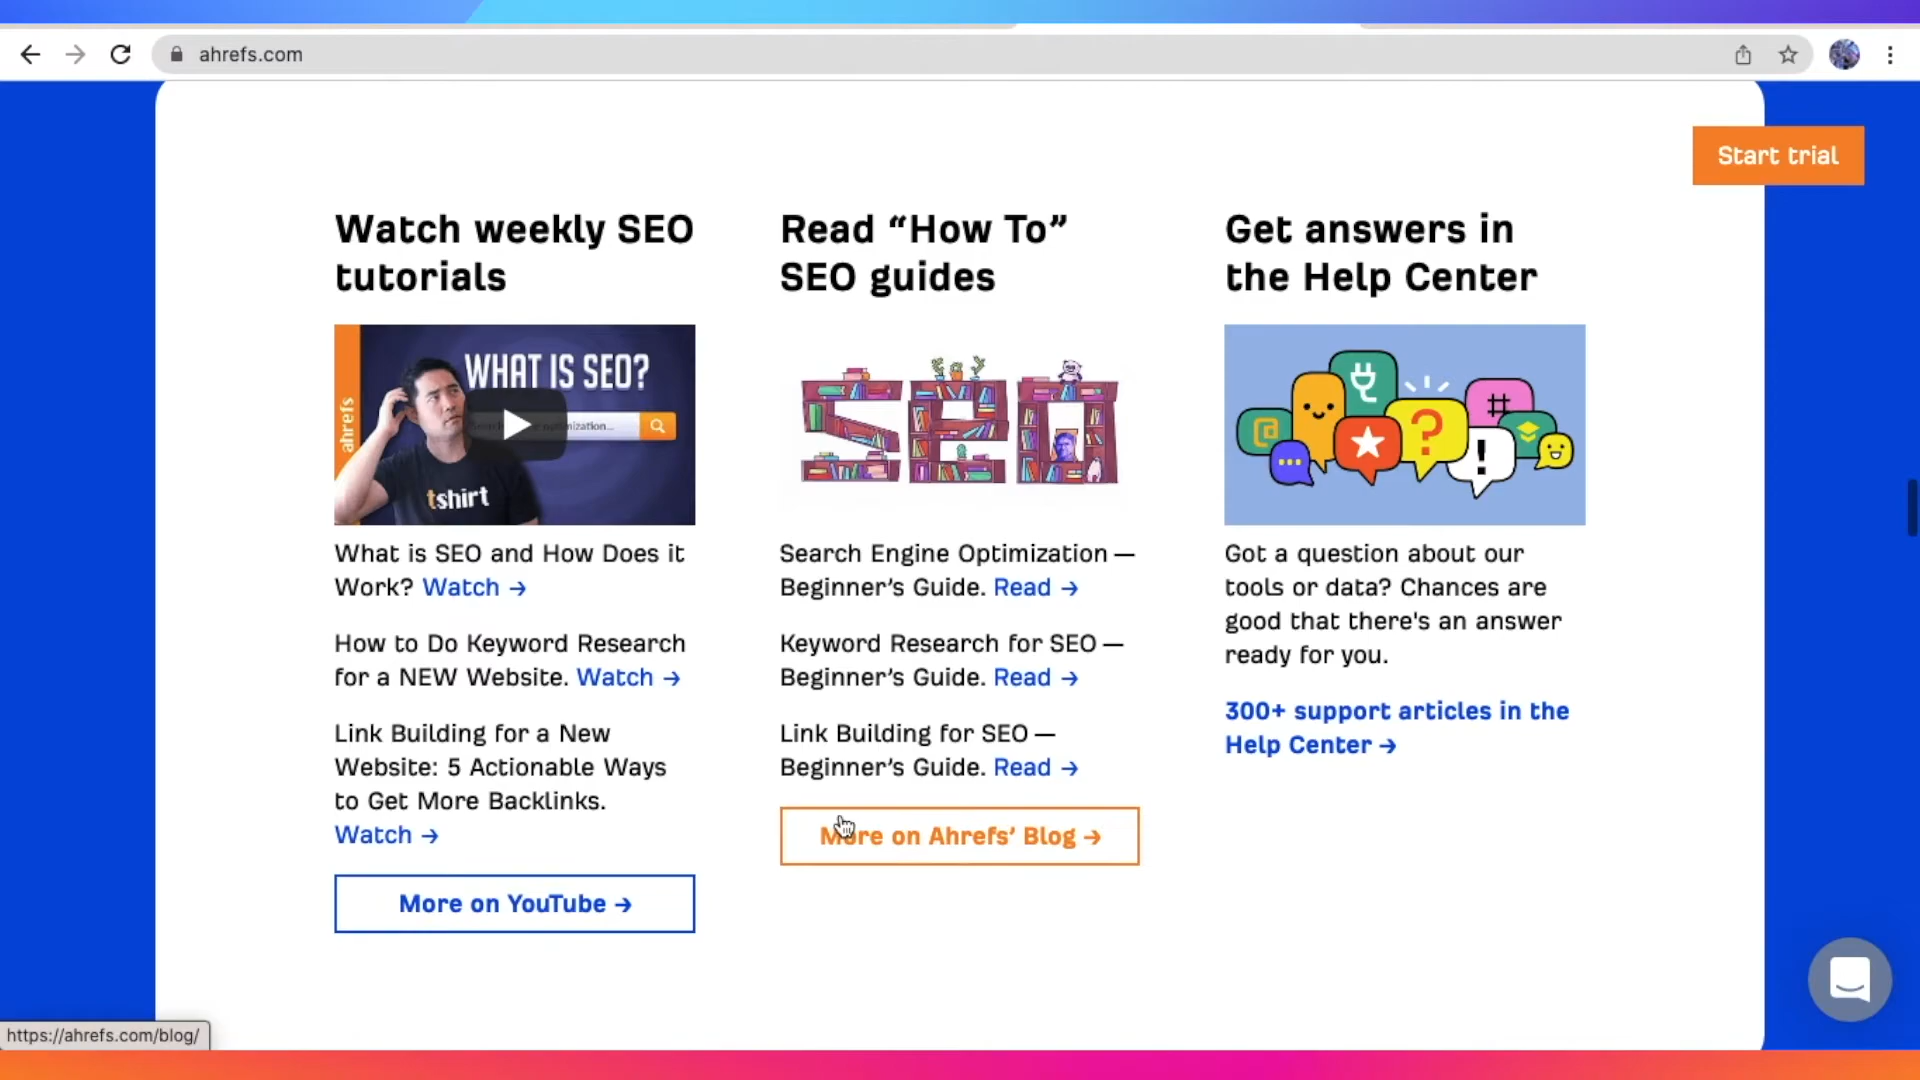 ahrefs.com
Start trial
Watch weekly SEO
tutorials
WHAT IS SEO?
ahrefs
tshirt
What is SEO and How Does it
Work? Watch →
How to Do Keyword Research
for a NEW Website. Watch →
Link Building for a New
Website: 5 Actionable Ways
to Get More Backlinks.
Watch →
More on YouTube →
Read “How To”
SEO guides
SEO
Search Engine Optimization —
Beginner’s Guide. Read →
Keyword Research for SEO —
Beginner’s Guide. Read →
Link Building for SEO —
Beginner’s Guide. Read →
More on Ahrefs’ Blog →
Get answers in
the Help Center
@
#
?
!
Got a question about our
tools or data? Chances are
good that there's an answer
ready for you.
300+ support articles in the
Help Center →
https://ahrefs.com/blog/